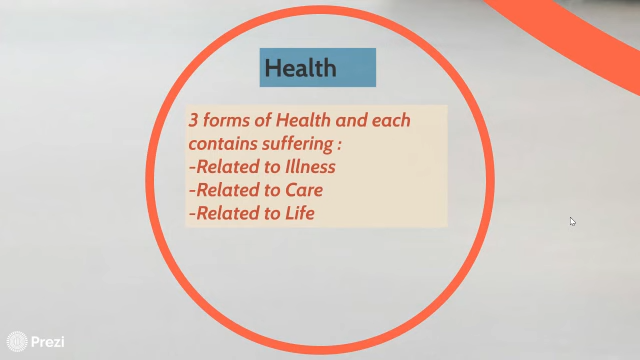 Health
3 forms of Health and each
contains suffering :
-Related to Illness
-Related to Care
-Related to Life
Prezi